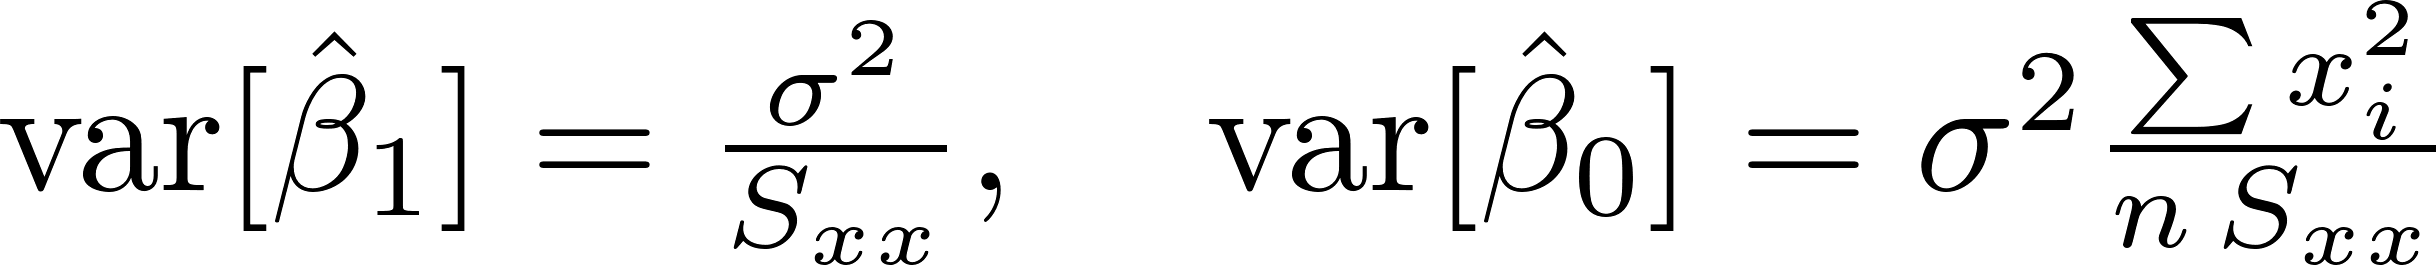 var[β̂₁] = σ²/Sₓₓ, var[β̂₀] = σ² ∑xᵢ²/n Sₓₓ